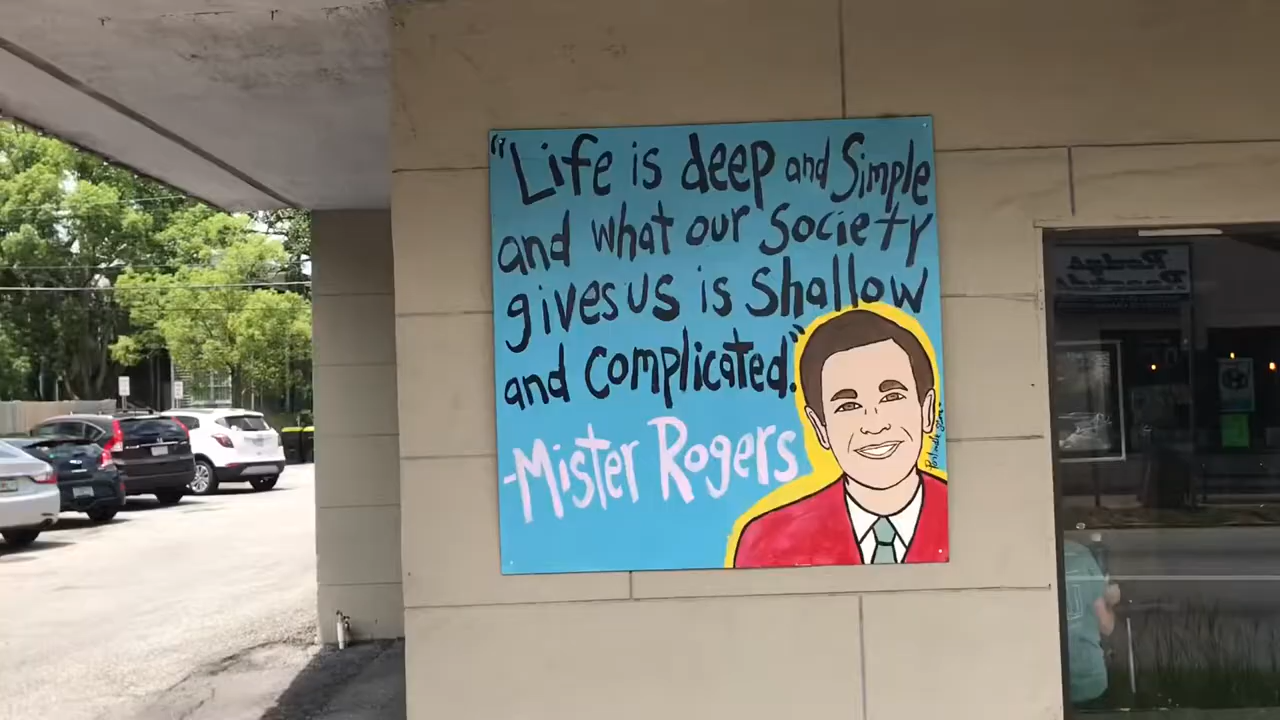 "Life is deep and Simple
and what our Society
gives us is Shallow
and complicated."
-Mister Rogers